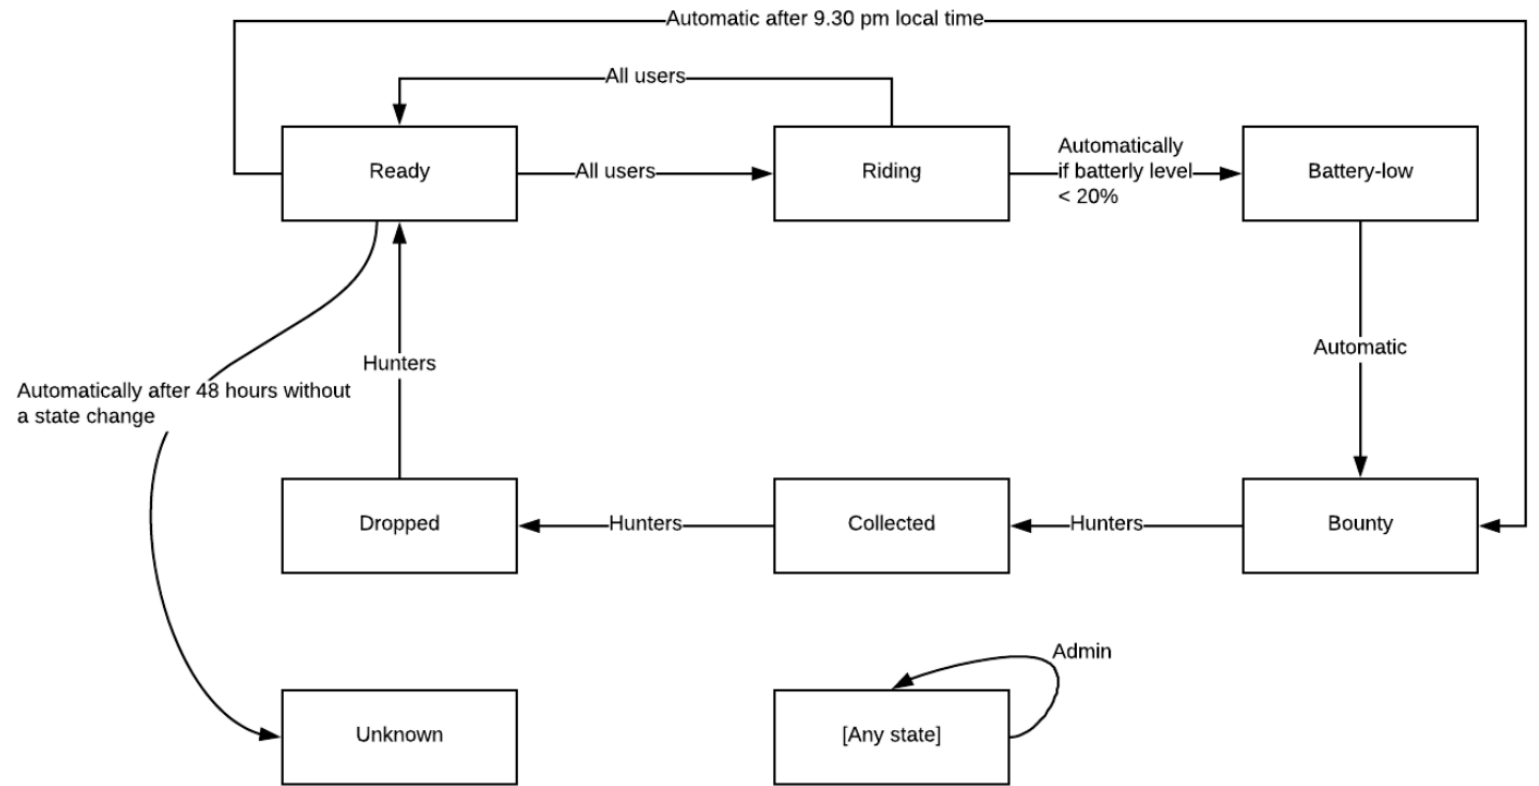 Automatic after 9.30 pm local time
All users
Ready
All users
Riding
Automatically
if batterly level
< 20%
Battery-low
Hunters
Automatic
Automatically after 48 hours without
a state change
Dropped
Hunters
Collected
Hunters
Bounty
Admin
Unknown
[Any state]